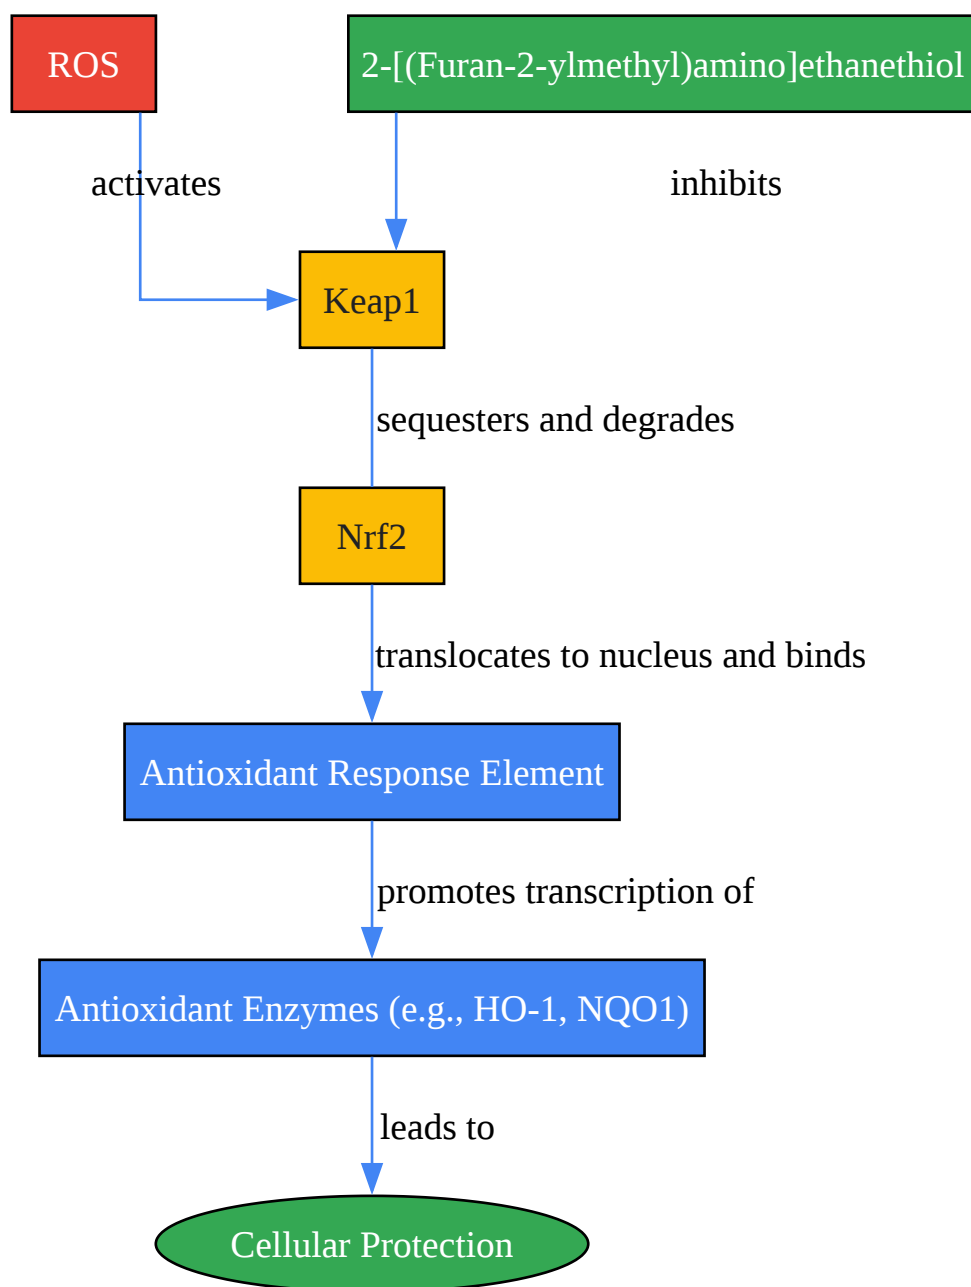 ROS
2-[(Furan-2-ylmethyl)amino]ethanethiol
activates
inhibits
Keap1
sequesters and degrades
Nrf2
translocates to nucleus and binds
Antioxidant Response Element
promotes transcription of
Antioxidant Enzymes (e.g., HO-1, NQO1)
leads to
Cellular Protection